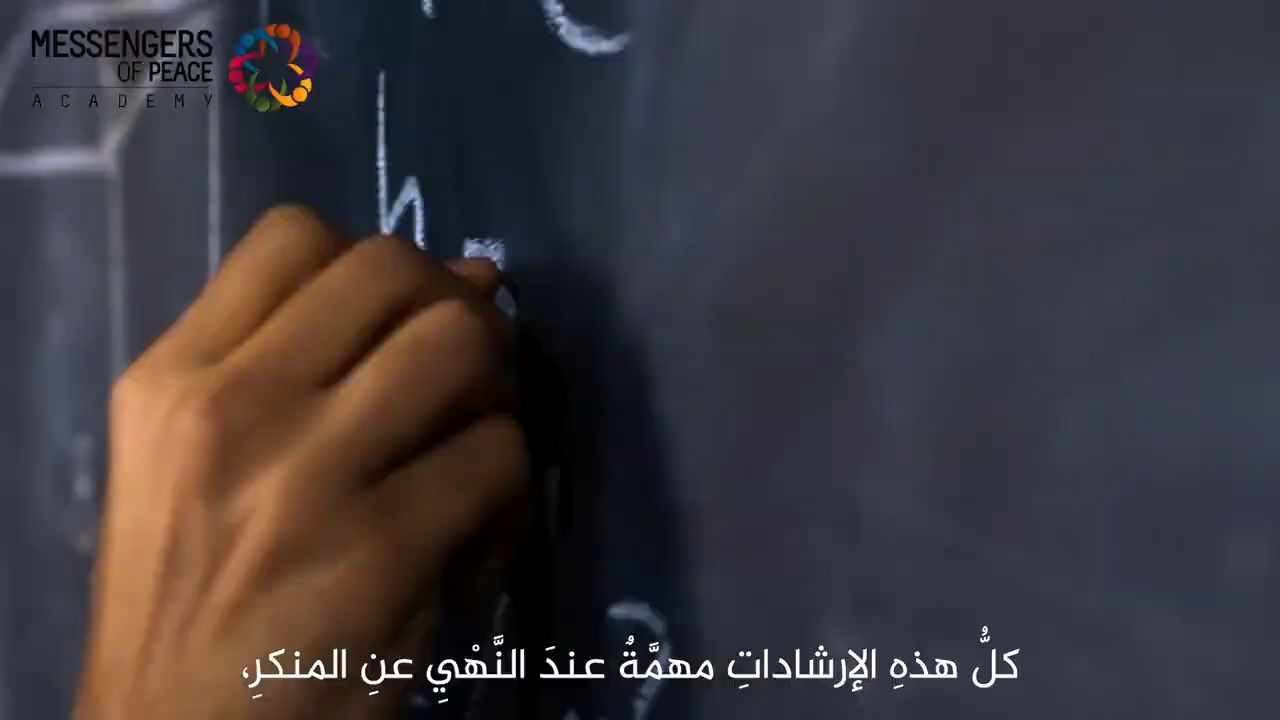 MESSENGERS
OF PEACE
ACADEMY
h
كلُّ هذهِ الإرشاداتِ مهمَّةٌ عندَ النَّهْيِ عنِ المنكرِ،